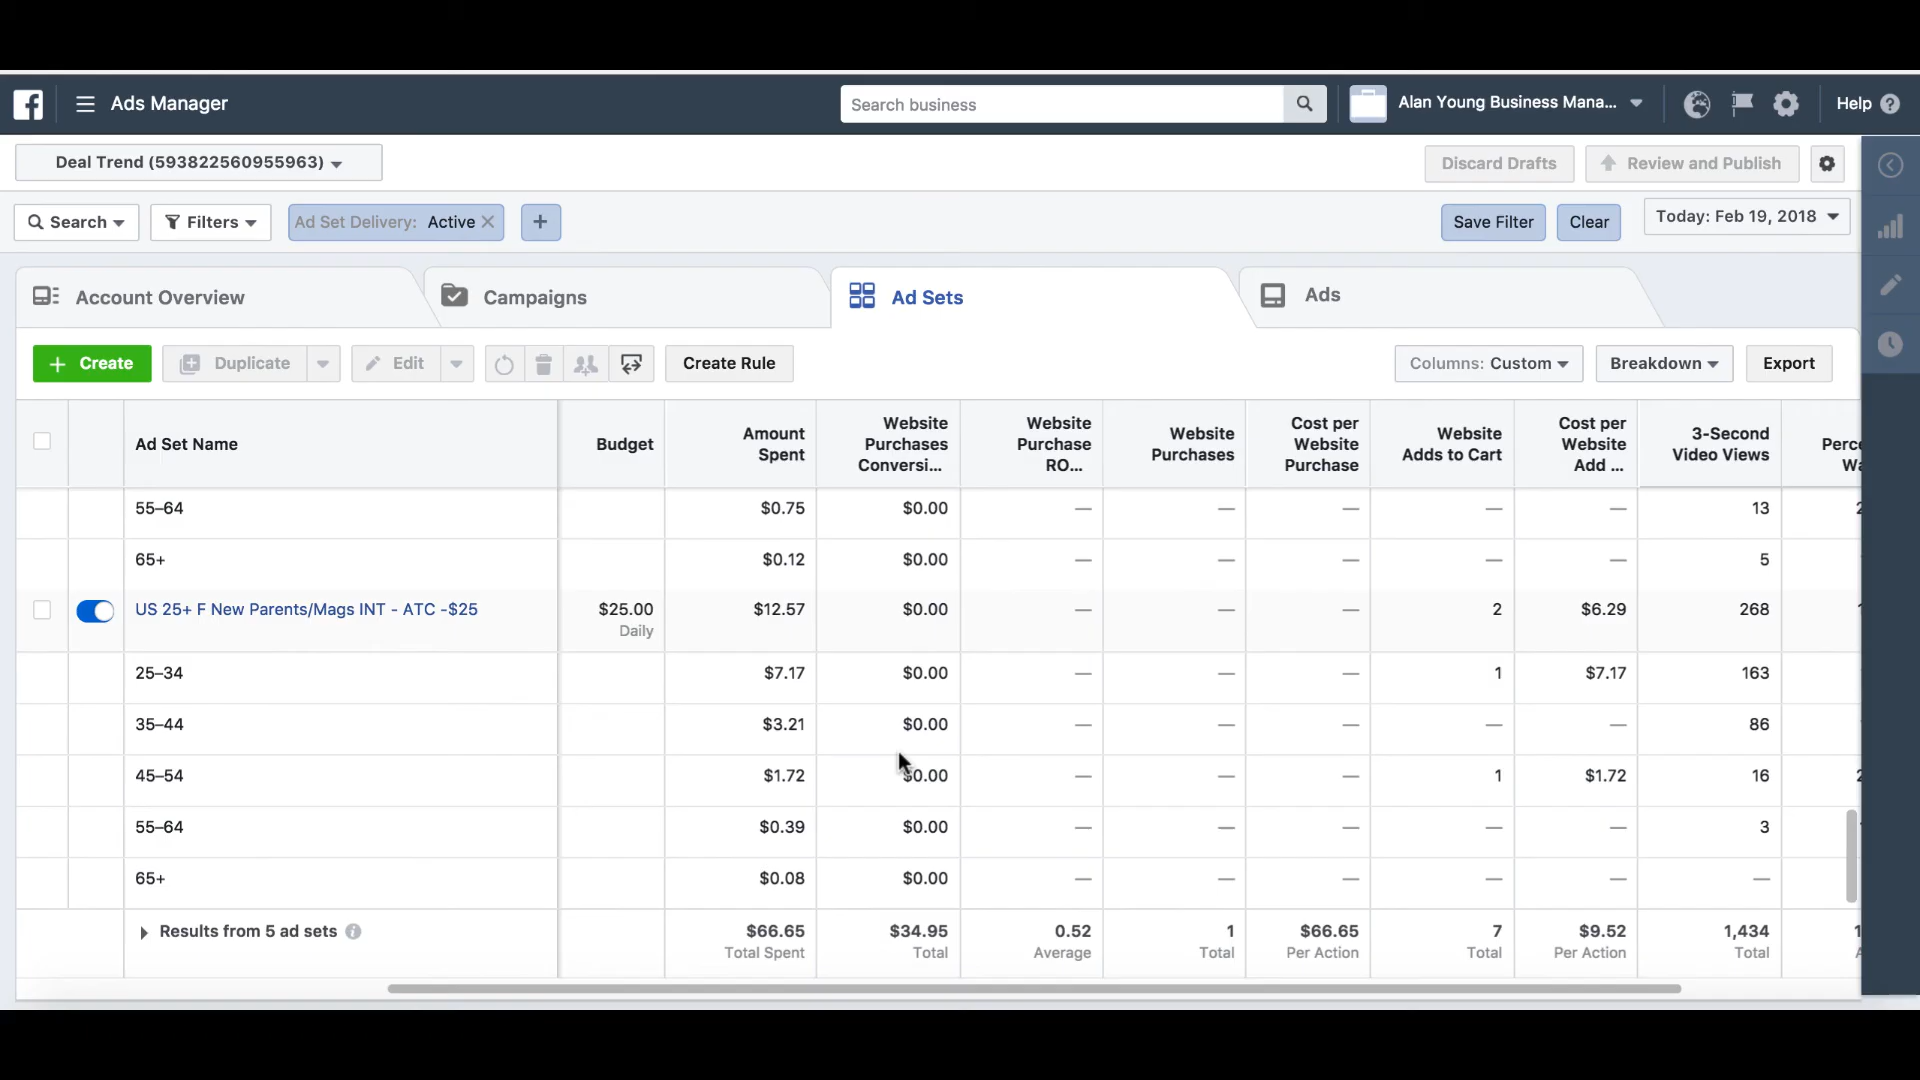 Ads Manager
Search business
Alan Young Business Mana...
Help
Deal Trend (593822560955963)
Discard Drafts
Review and Publish
Search
Filters
Ad Set Delivery: Active
Save Filter
Clear
Today: Feb 19, 2018
Account Overview
Campaigns
Ad Sets
Ads
+ Create
Duplicate
Edit
Create Rule
Columns: Custom
Breakdown
Export
Ad Set Name
Budget
Amount Spent
Website Purchases Conversi...
Website Purchase RO...
Website Purchases
Cost per Website Purchase
Website Adds to Cart
Cost per Website Add ...
3-Second Video Views
55–64 $0.75 $0.00 — — — — — 13
65+ $0.12 $0.00 — — — — — 5
US 25+ F New Parents/Mags INT - ATC -$25 $25.00 $12.57 $0.00 — — — 2 $6.29 268
Daily
25–34 $7.17 $0.00 — — — 1 $7.17 163
35–44 $3.21 $0.00 — — — — — 86
45–54 $1.72 $0.00 — — — 1 $1.72 16
55–64 $0.39 $0.00 — — — — — 3
65+ $0.08 $0.00 — — — — — —
Results from 5 ad sets $66.65 $34.95 0.52 1 $66.65 7 $9.52 1,434
Total Spent Total Average Total Per Action Total Per Action Total